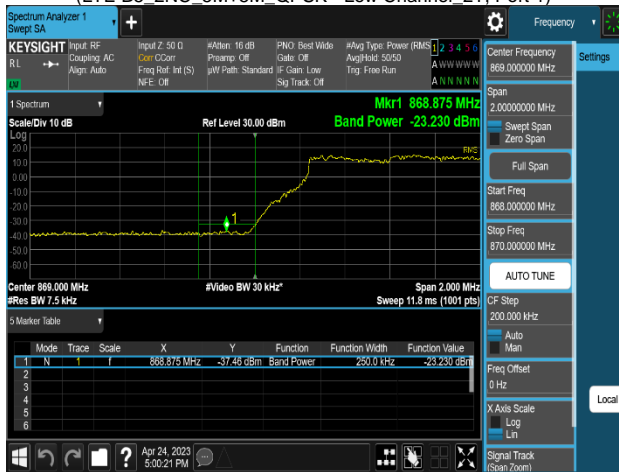 Spectrum Analyzer 1
Swept SA
Frequency
KEYSIGHT Input: RF
RL
Coupling: AC
Align: Auto
Input Z: 50 Ω
Corr CCorr
Freq Ref: Int (S)
NFE: Off
#Atten: 16 dB
Preamp: Off
µW Path: Standard
PNO: Best Wide
Gate: Off
IF Gain: Low
Sig Track: Off
#Avg Type: Power (RMS
Avg|Hold: 50/50
Trig: Free Run
1 2 3 4 5 6
A W W W W W
A N N N N N
1 Spectrum
Scale/Div 10 dB
Ref Level 30.00 dBm
Mkr1 868.875 MHz
Band Power -23.230 dBm
Log
20.0
10.0
0.00
-10.0
-20.0
-30.0
-40.0
-50.0
-60.0
RMS
1
Center 869.000 MHz
#Res BW 7.5 kHz
#Video BW 30 kHz*
Span 2.000 MHz
Sweep 11.8 ms (1001 pts)
5 Marker Table
Mode Trace Scale X Y Function Function Width Function Value
1 N 1 f 868.875 MHz -37.46 dBm Band Power 250.0 kHz -23.230 dBm
2
3
4
5
6
Apr 24, 2023
5:00:21 PM
Center Frequency
869.000000 MHz
Settings
Span
2.00000000 MHz
Swept Span
Zero Span
Full Span
Start Freq
868.000000 MHz
Stop Freq
870.000000 MHz
AUTO TUNE
CF Step
200.000 kHz
Auto
Man
Freq Offset
0 Hz
X Axis Scale
Log
Lin
Local
Signal Track
(Span Zoom)